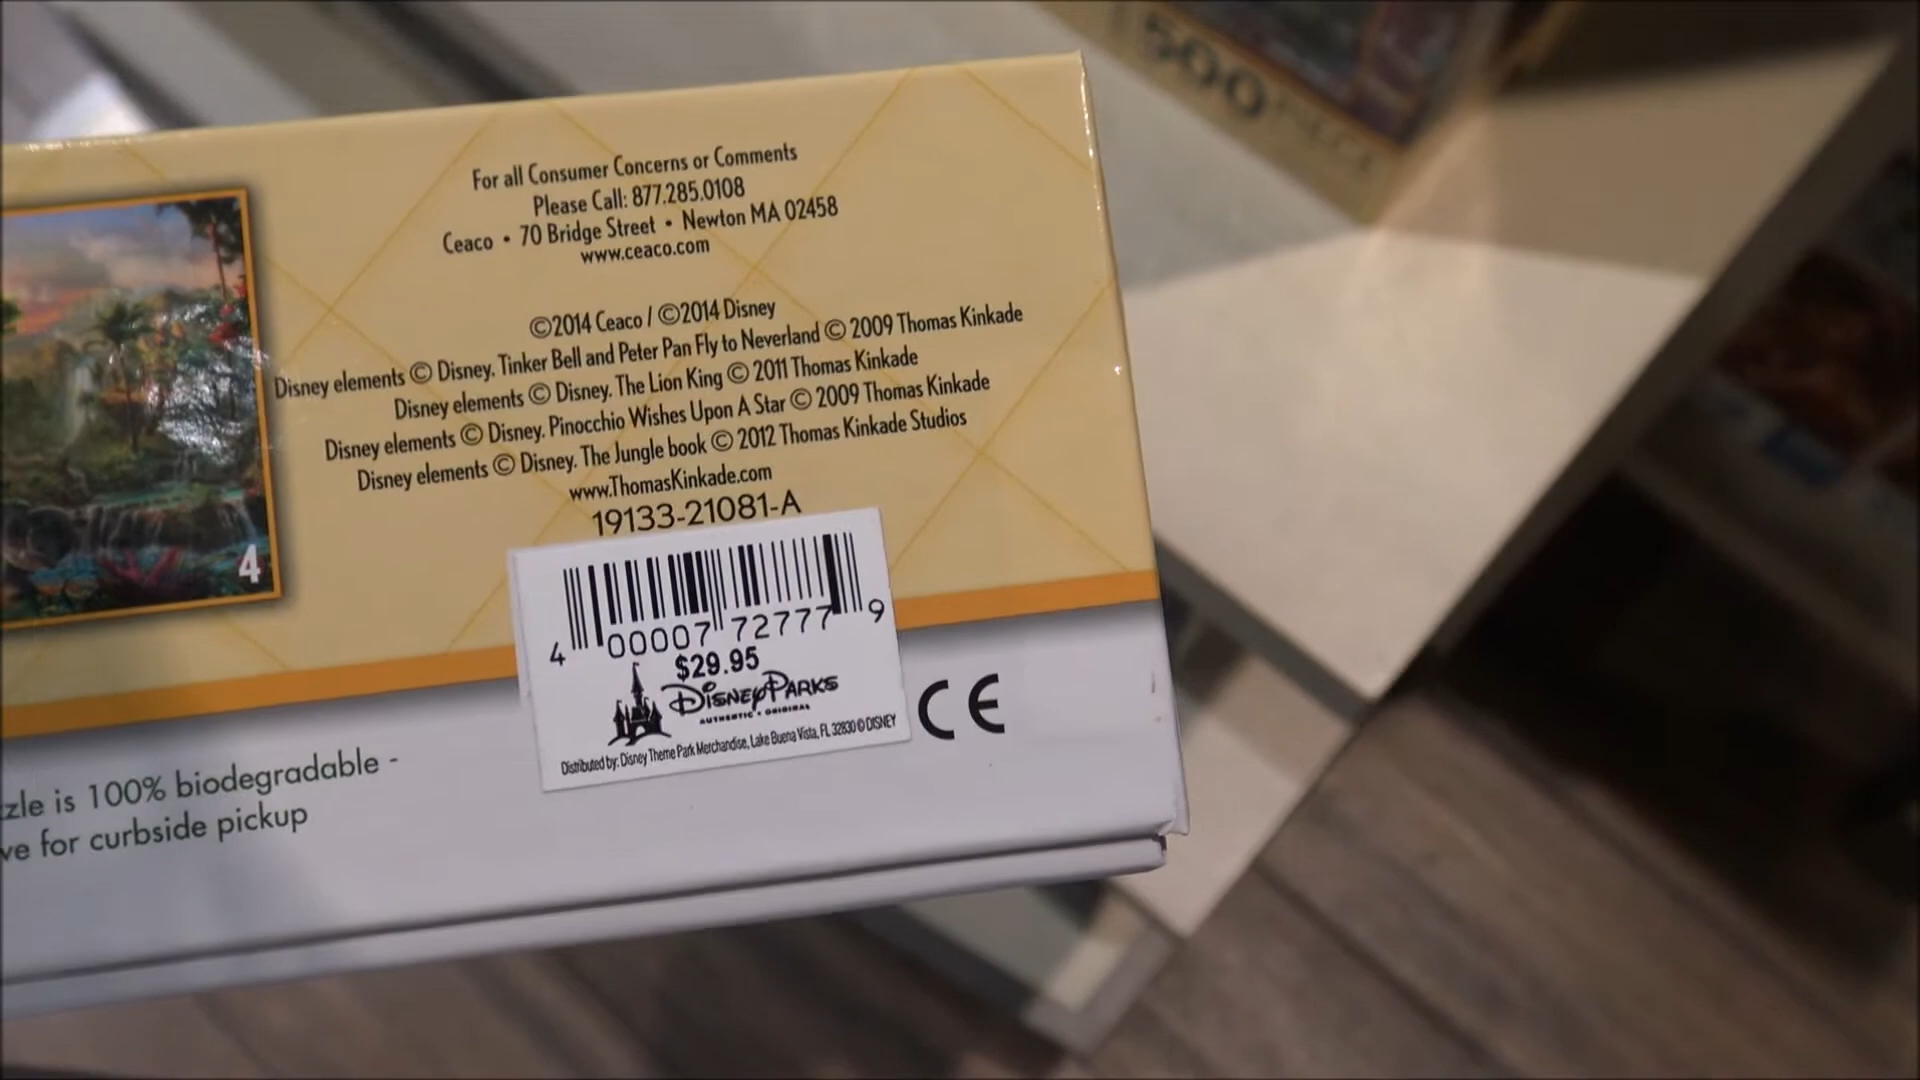 500 PIECE
For all Consumer Concerns or Comments
Please Call: 877.285.0108
Ceaco • 70 Bridge Street • Newton MA 02458
www.ceaco.com
©2014 Ceaco / ©2014 Disney
Disney elements © Disney. Tinker Bell and Peter Pan Fly to Neverland © 2009 Thomas Kinkade
Disney elements © Disney. The Lion King © 2011 Thomas Kinkade
Disney elements © Disney. Pinocchio Wishes Upon A Star © 2009 Thomas Kinkade
Disney elements © Disney. The Jungle book © 2012 Thomas Kinkade Studios
www.ThomasKinkade.com
19133-21081-A
4
4 00007 72777 9
$29.95
Disney Parks
AUTHENTIC • ORIGINAL
Distributed by: Disney Theme Park Merchandise, Lake Buena Vista, FL 32830 © DISNEY
CE
zle is 100% biodegradable -
ve for curbside pickup